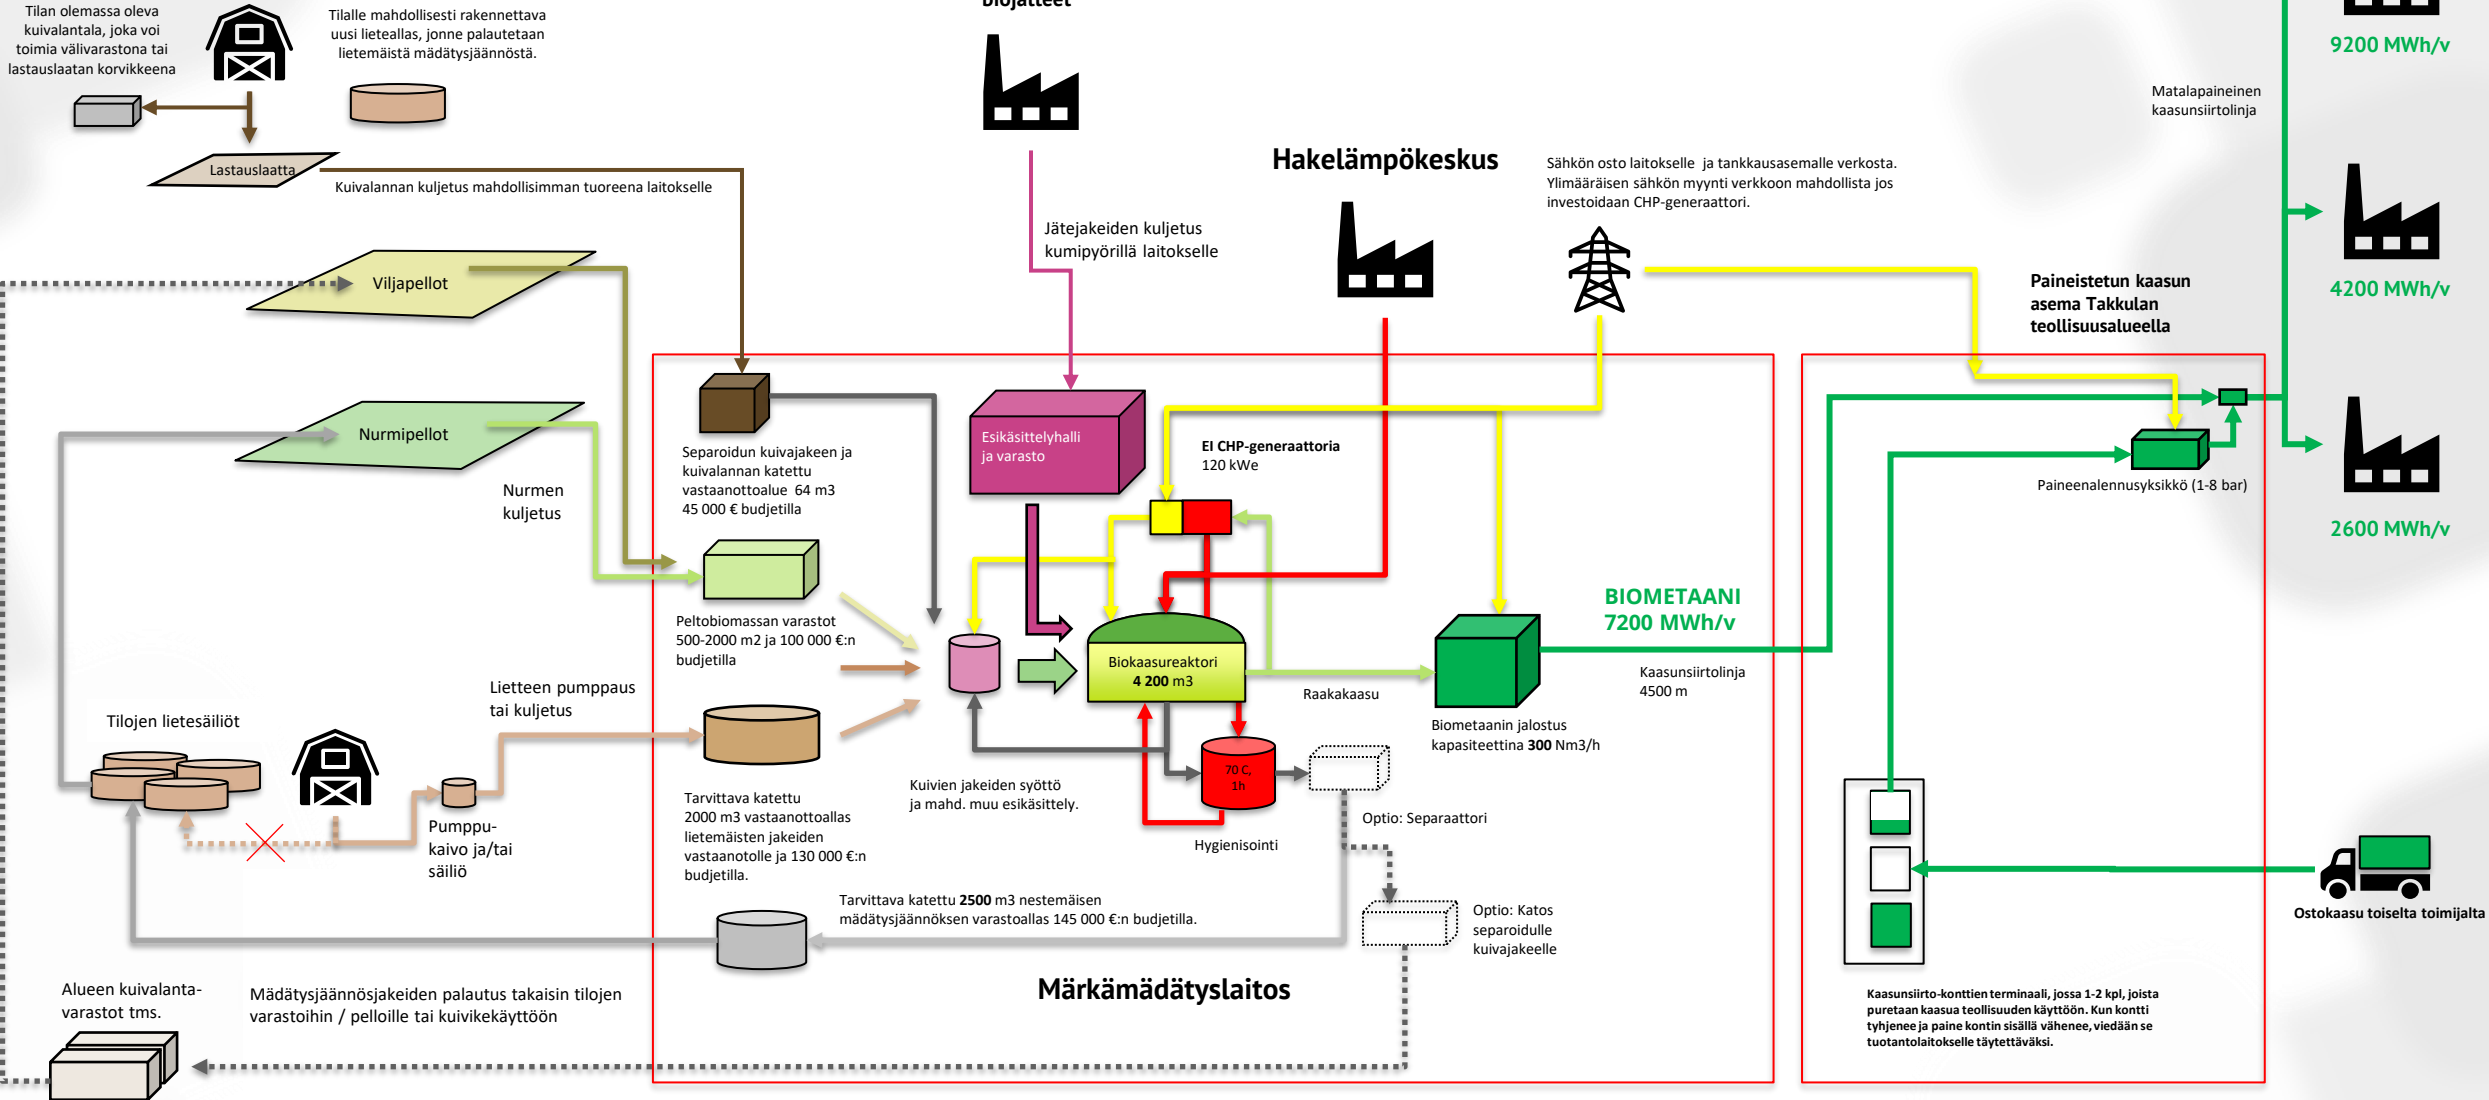 Tilan olemassa oleva
kuivalantala, joka voi
toimia välivarastona tai
lastauslaatan korvikkeena
Tilalle mahdollisesti rakennettava
uusi lieteallas, jonne palautetaan
lietemäistä mädätysjäännöstä.
biojätteet
9200 MWh/v
Matalapaineinen
kaasunsiirtolinja
Lastauslaatta
Kuivalannan kuljetus mahdollisimman tuoreena laitokselle
Hakelämpökeskus
Sähkön osto laitokselle ja tankkausasemalle verkosta.
Ylimääräisen sähkön myynti verkkoon mahdollista jos
investoidaan CHP-generaattori.
Jätejakeiden kuljetus
kumipyörillä laitokselle
Viljapellot
Paineistetun kaasun
asema Takkulan
teollisuusalueella
4200 MWh/v
Nurmipellot
Nurmen
kuljetus
Separoidun kuivajakeen ja
kuivalannan katettu
vastaanottoalue 64 m3
45 000 € budjetilla
Esikäsittelyhalli
ja varasto
EI CHP-generaattoria
120 kWe
Paineenalennusyksikkö (1-8 bar)
2600 MWh/v
Peltobiomassan varastot
500-2000 m2 ja 100 000 €:n
budjetilla
Biokaasureaktori
4 200 m3
BIOMETAANI
7200 MWh/v
Kaasunsiirtolinja
4500 m
Raakakaasu
Biometaanin jalostus
kapasiteettina 300 Nm3/h
Lietteen pumppaus
tai kuljetus
Tilojen lietesäiliöt
Pumppu-
kaivo ja/tai
säiliö
Tarvittava katettu
2000 m3 vastaanottoallas
lietemäisten jakeiden
vastaanotolle ja 130 000 €:n
budjetilla.
Kuivien jakeiden syöttö
ja mahd. muu esikäsittely.
70 C,
1h
Hygienisointi
Optio: Separaattori
Tarvittava katettu 2500 m3 nestemäisen
mädätysjäännöksen varastoallas 145 000 €:n budjetilla.
Optio: Katos
separoidulle
kuivajakeelle
Ostokaasu toiselta toimijalta
Märkämädätyslaitos
Alueen kuivalanta-
varastot tms.
Mädätysjäännösjakeiden palautus takaisin tilojen
varastoihin / pelloille tai kuivikekäyttöön
Kaasunsiirto-konttien terminaali, jossa 1-2 kpl, joista
puretaan kaasua teollisuuden käyttöön. Kun kontti
tyhjenee ja paine kontin sisällä vähenee, viedään se
tuotantolaitokselle täytettäväksi.